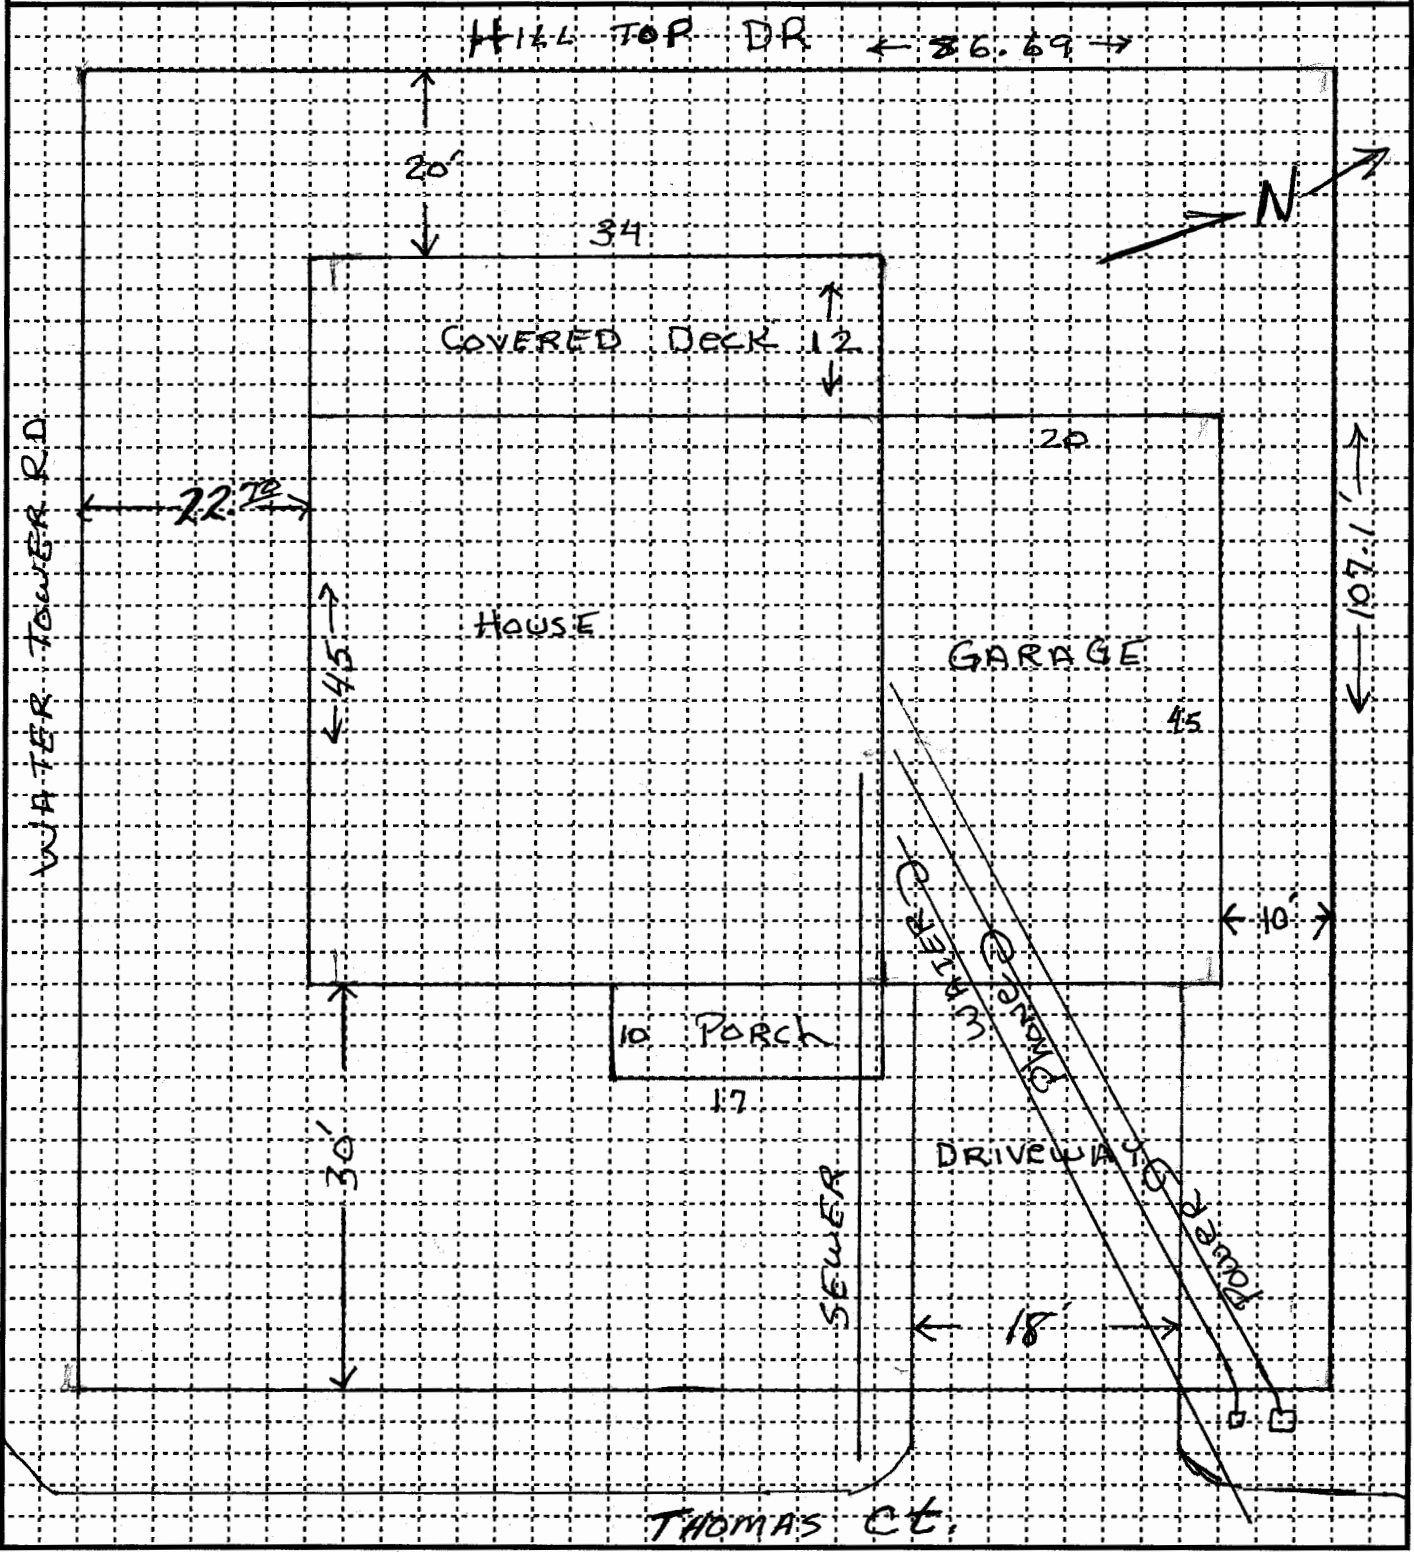 HILL TOP DR 86.69
20'
N
34
COVERED DECK 12
20
WATER TOWER RD
22.70
107.1'
HOUSE
45
GARAGE
45
10'
WATER
PHONE
10 PORCH
17
30'
DRIVEWAY
POWER
SEWER
18'
THOMAS Ct.